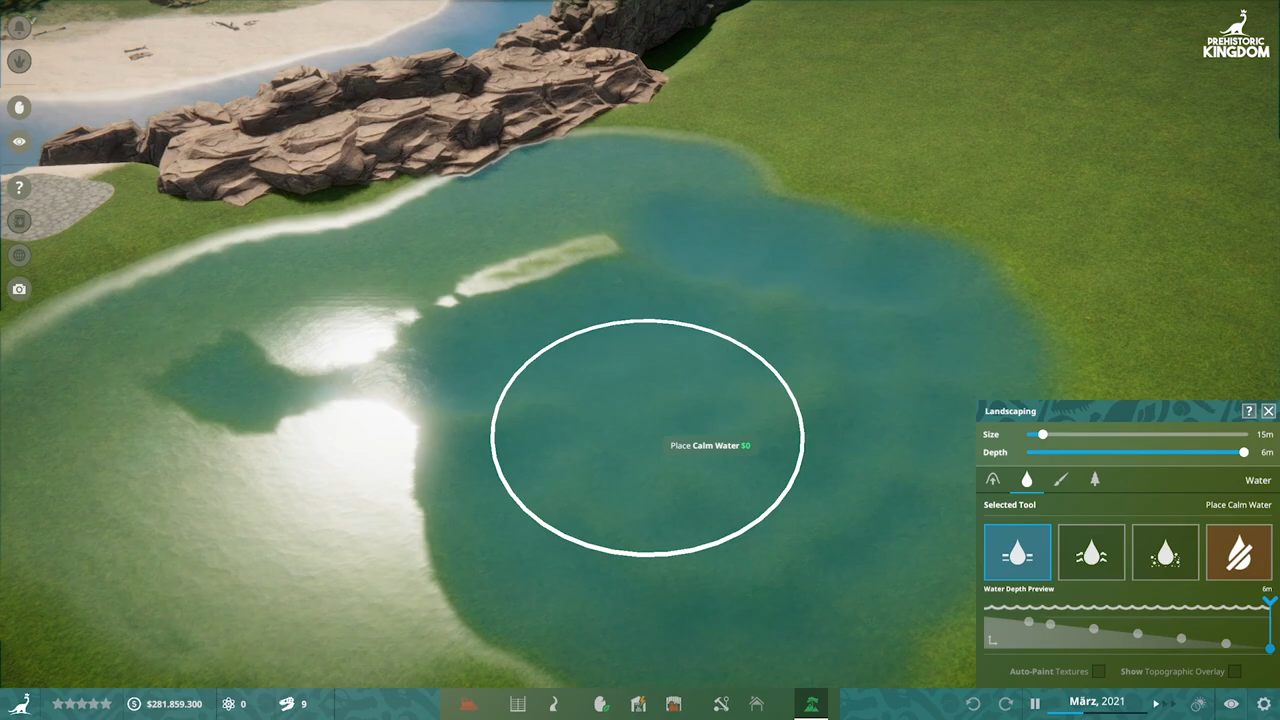 PREHISTORIC
KINGDOM
?
Place Calm Water $0
Landscaping
?
Size 15m
Depth 6m
Water
Selected Tool Place Calm Water
Water Depth Preview 6m
Auto-Paint Textures Show Topographic Overlay
$281.859.300 0 9
März, 2021